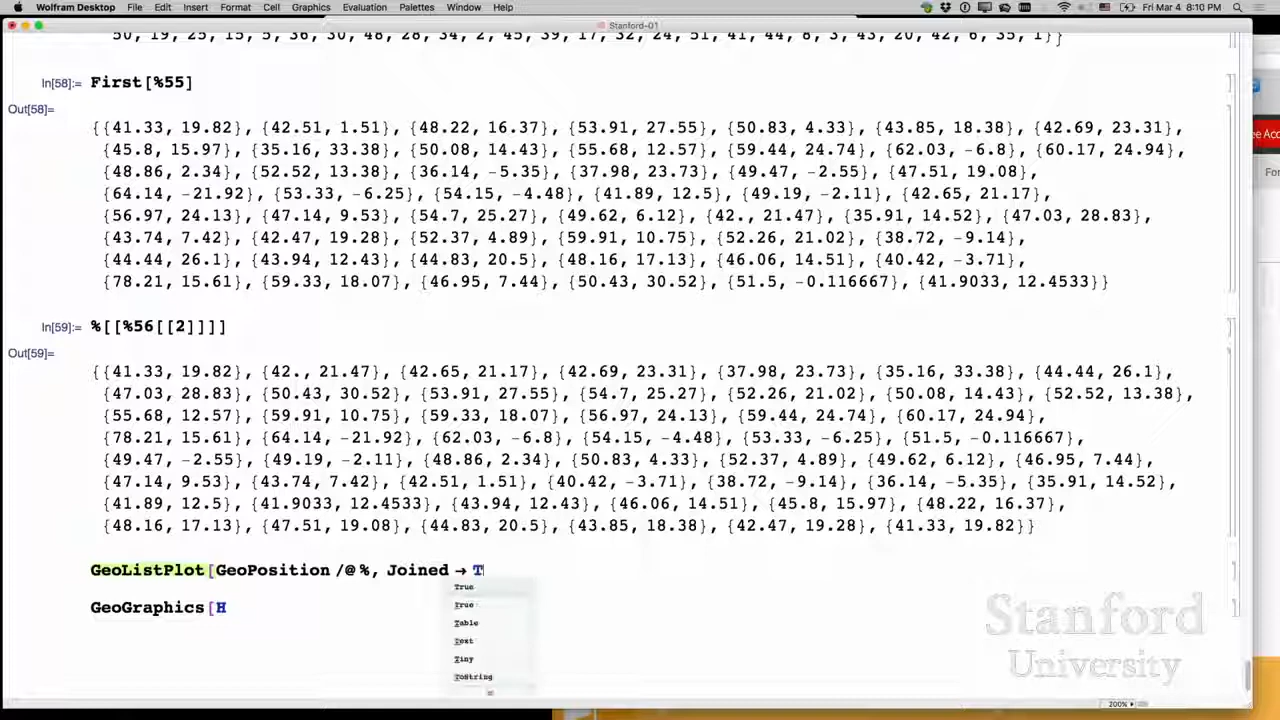 Wolfram Desktop File Edit Insert Format Cell Graphics Evaluation Palettes Window Help Fri Mar 4 8:10 PM
Stanford-01
50, 19, 25, 15, 5, 36, 30, 48, 28, 34, 2, 45, 39, 17, 32, 24, 51, 41, 44, 8, 3, 43, 20, 42, 6, 35, 1}}
In[58]:= First[%55]
Out[58]=
{{41.33, 19.82}, {42.51, 1.51}, {48.22, 16.37}, {53.91, 27.55}, {50.83, 4.33}, {43.85, 18.38}, {42.69, 23.31},
{45.8, 15.97}, {35.16, 33.38}, {50.08, 14.43}, {55.68, 12.57}, {59.44, 24.74}, {62.03, -6.8}, {60.17, 24.94},
{48.86, 2.34}, {52.52, 13.38}, {36.14, -5.35}, {37.98, 23.73}, {49.47, -2.55}, {47.51, 19.08},
{64.14, -21.92}, {53.33, -6.25}, {54.15, -4.48}, {41.89, 12.5}, {49.19, -2.11}, {42.65, 21.17},
{56.97, 24.13}, {47.14, 9.53}, {54.7, 25.27}, {49.62, 6.12}, {42., 21.47}, {35.91, 14.52}, {47.03, 28.83},
{43.74, 7.42}, {42.47, 19.28}, {52.37, 4.89}, {59.91, 10.75}, {52.26, 21.02}, {38.72, -9.14},
{44.44, 26.1}, {43.94, 12.43}, {44.83, 20.5}, {48.16, 17.13}, {46.06, 14.51}, {40.42, -3.71},
{78.21, 15.61}, {59.33, 18.07}, {46.95, 7.44}, {50.43, 30.52}, {51.5, -0.116667}, {41.9033, 12.4533}}
In[59]:= %[[%56[[2]]]]
Out[59]=
{{41.33, 19.82}, {42., 21.47}, {42.65, 21.17}, {42.69, 23.31}, {37.98, 23.73}, {35.16, 33.38}, {44.44, 26.1},
{47.03, 28.83}, {50.43, 30.52}, {53.91, 27.55}, {54.7, 25.27}, {52.26, 21.02}, {50.08, 14.43}, {52.52, 13.38},
{55.68, 12.57}, {59.91, 10.75}, {59.33, 18.07}, {56.97, 24.13}, {59.44, 24.74}, {60.17, 24.94},
{78.21, 15.61}, {64.14, -21.92}, {62.03, -6.8}, {54.15, -4.48}, {53.33, -6.25}, {51.5, -0.116667},
{49.47, -2.55}, {49.19, -2.11}, {48.86, 2.34}, {50.83, 4.33}, {52.37, 4.89}, {49.62, 6.12}, {46.95, 7.44},
{47.14, 9.53}, {43.74, 7.42}, {42.51, 1.51}, {40.42, -3.71}, {38.72, -9.14}, {36.14, -5.35}, {35.91, 14.52},
{41.89, 12.5}, {41.9033, 12.4533}, {43.94, 12.43}, {46.06, 14.51}, {45.8, 15.97}, {48.22, 16.37},
{48.16, 17.13}, {47.51, 19.08}, {44.83, 20.5}, {43.85, 18.38}, {42.47, 19.28}, {41.33, 19.82}}
GeoListPlot[GeoPosition /@ %, Joined → T
True
True
Table
Text
Tiny
ToString
GeoGraphics[H
Stanford
University
200%
ee Acc
For